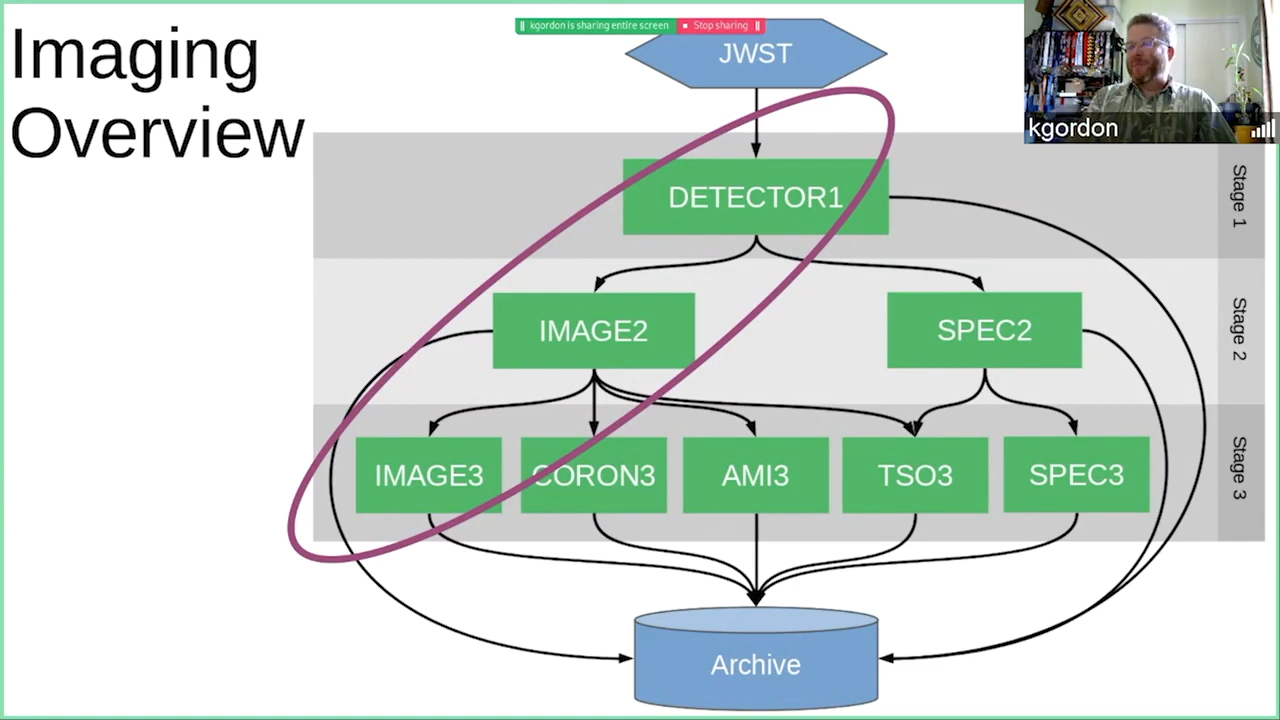 Imaging
Overview
kgordon is sharing entire screen
Stop sharing
JWST
kgordon
DETECTOR1
Stage 1
IMAGE2
SPEC2
Stage 2
IMAGE3
CORON3
AMI3
TSO3
SPEC3
Stage 3
Archive